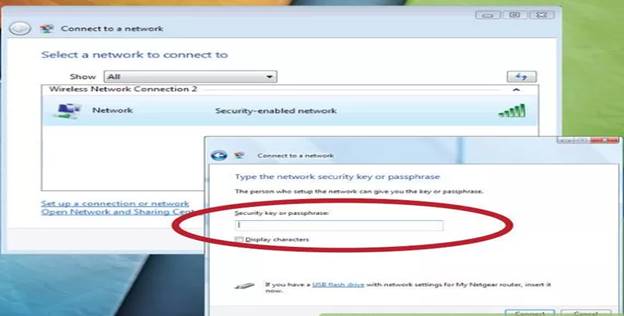 Connect to a network
Select a network to connect to
Show All
Wireless Network Connection 2
Network Security-enabled network
Set up a connection or network
Open Network and Sharing
Connect to a network
Type the network security key or passphrase
The person who setup the network can give you the key or passphrase.
Security key or passphrase:
Display characters
If you have a USB flash drive with network settings for My Netgear router, insert it
now.
Connect Cancel